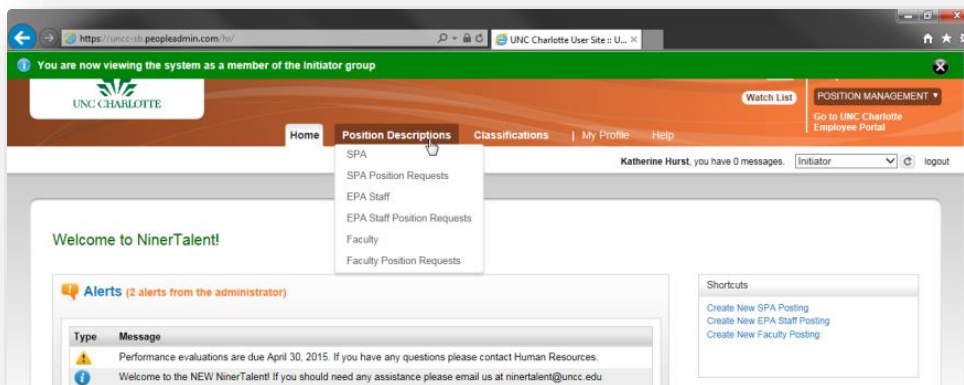 https://uncc-sb.peopleadmin.com/hr/
UNC Charlotte User Site :: U...
You are now viewing the system as a member of the Initiator group
UNC CHARLOTTE
Watch List
POSITION MANAGEMENT
Go to UNC Charlotte
Employee Portal
Home Position Descriptions Classifications | My Profile Help
Katherine Hurst, you have 0 messages. Initiator logout
SPA
SPA Position Requests
EPA Staff
EPA Staff Position Requests
Faculty
Faculty Position Requests
Welcome to NinerTalent!
Alerts (2 alerts from the administrator)
Type Message
Performance evaluations are due April 30, 2015. If you have any questions please contact Human Resources.
Welcome to the NEW NinerTalent! If you should need any assistance please email us at ninertalent@uncc.edu
Shortcuts
Create New SPA Posting
Create New EPA Staff Posting
Create New Faculty Posting